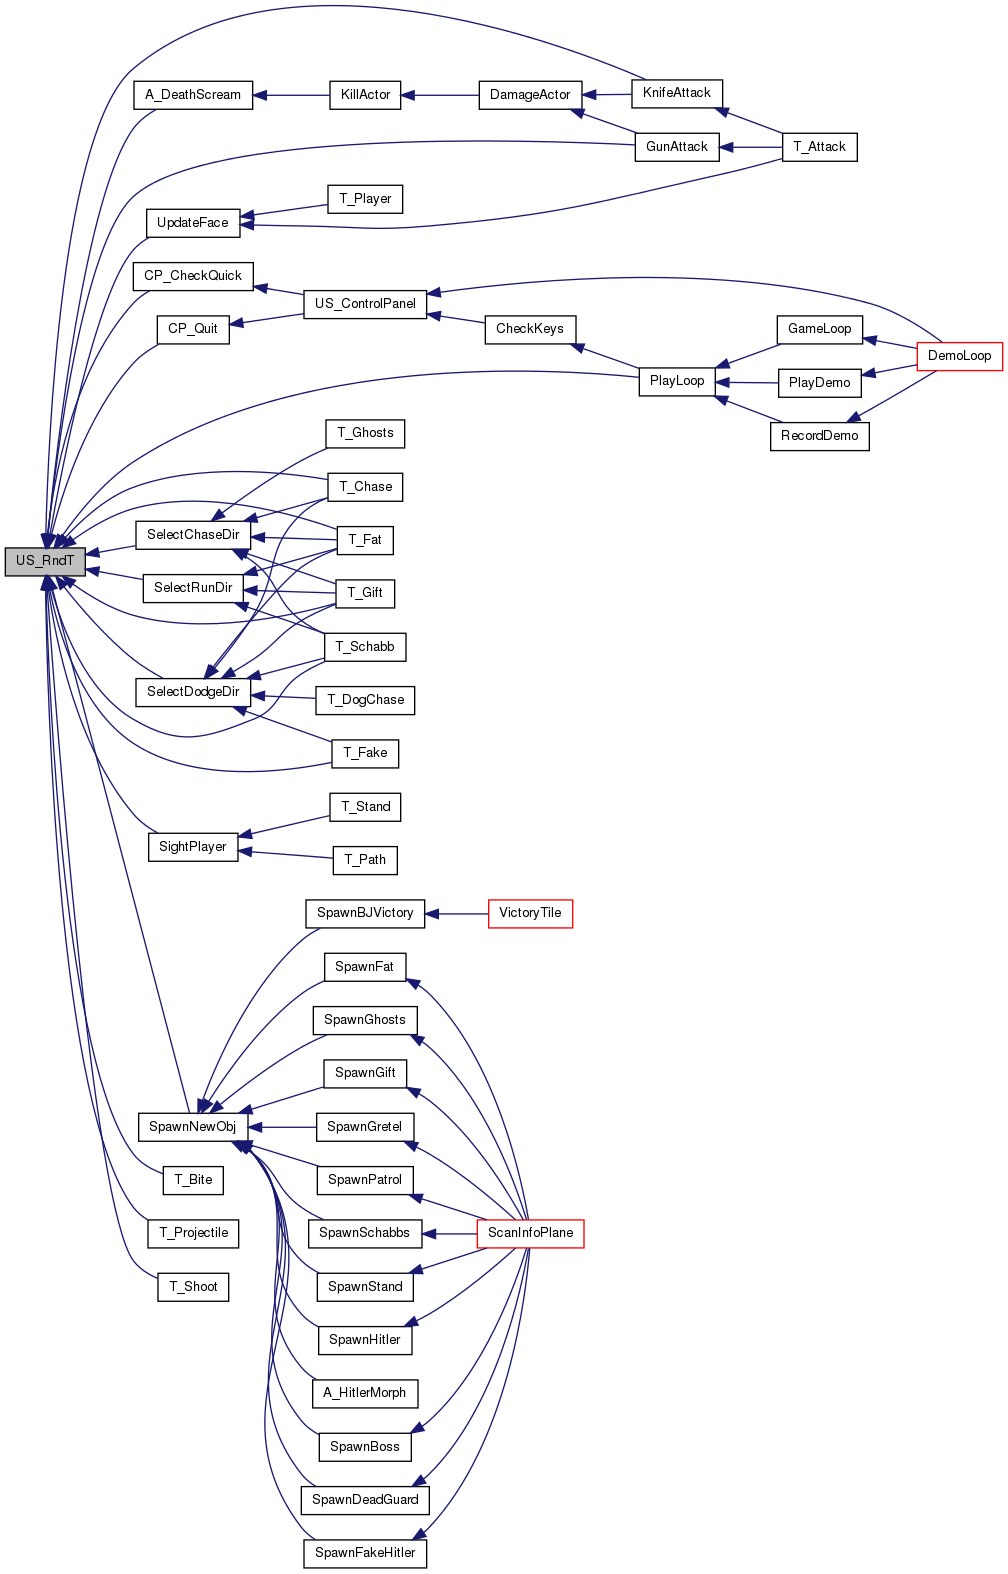 KnifeAttack
A_DeathScream
KillActor
DamageActor
GunAttack
T_Attack
T_Player
UpdateFace
CP_CheckQuick
US_ControlPanel
CP_Quit
CheckKeys
GameLoop
DemoLoop
PlayLoop
PlayDemo
RecordDemo
T_Ghosts
T_Chase
SelectChaseDir
T_Fat
US_RndT
SelectRunDir
T_Gift
T_Schabb
SelectDodgeDir
T_DogChase
T_Fake
T_Stand
SightPlayer
T_Path
SpawnBJVictory
VictoryTile
SpawnFat
SpawnGhosts
SpawnGift
SpawnNewObj
SpawnGretel
T_Bite
SpawnPatrol
T_Projectile
SpawnSchabbs
ScanInfoPlane
T_Shoot
SpawnStand
SpawnHitler
A_HitlerMorph
SpawnBoss
SpawnDeadGuard
SpawnFakeHitler